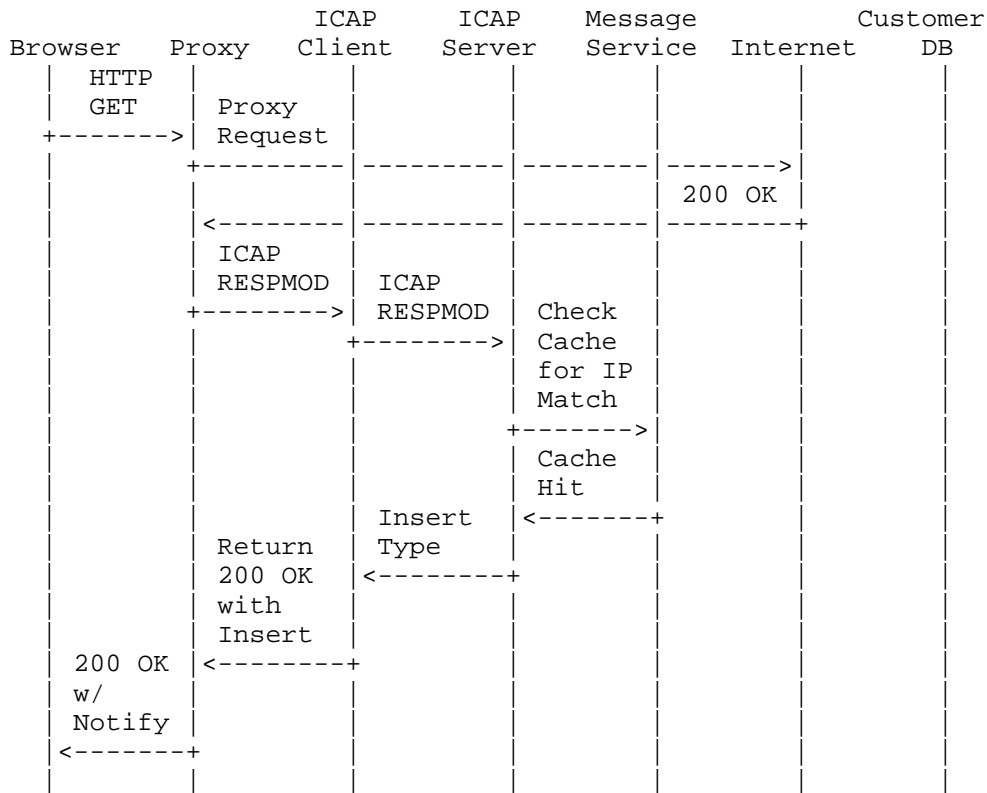 ICAP ICAP Message Customer
Browser Proxy Client Server Service Internet DB
HTTP
GET Proxy
Request
200 OK
ICAP
RESPMOD ICAP
RESPMOD Check
Cache
for IP
Match
Cache
Hit
Insert
Return Type
200 OK
with
Insert
200 OK
w/
Notify